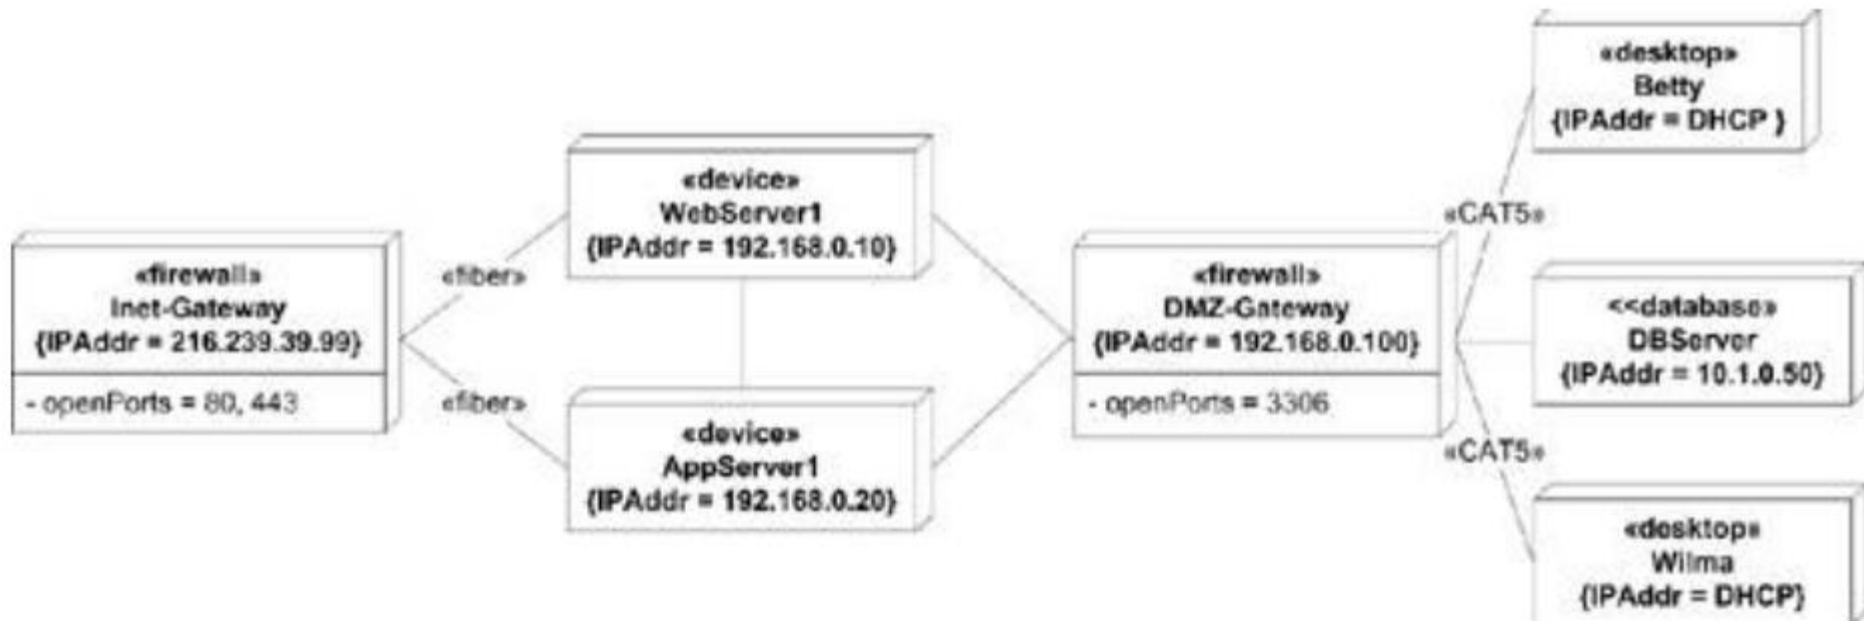 «firewall»
Inet-Gateway
{IPAddr = 216.239.39.99}
- openPorts = 80, 443
«fiber»
«fiber»
«device»
WebServer1
{IPAddr = 192.168.0.10}
«device»
AppServer1
{IPAddr = 192.168.0.20}
«firewall»
DMZ-Gateway
{IPAddr = 192.168.0.100}
- openPorts = 3306
«CAT5»
«CAT5»
«desktop»
Betty
{IPAddr = DHCP }
<<database»
DBServer
{IPAddr = 10.1.0.50}
«desktop»
Wilma
{IPAddr = DHCP}